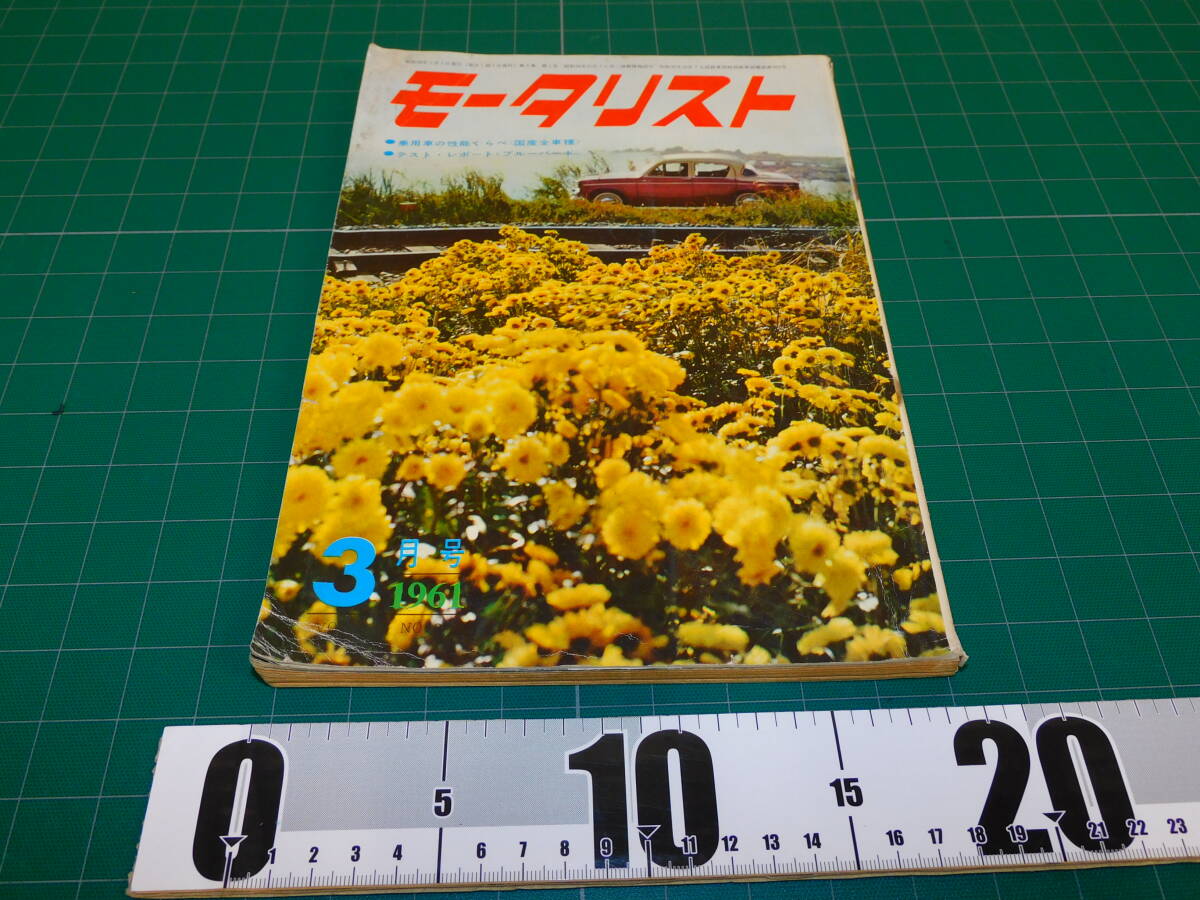 モータリスト
●乗用車の性能くらべ〈国産全車種〉
●テスト・レポート・ブルーバード
3月号
1961
NO
0 5 10 15 20
1 2 3 4 6 7 8 9 11 12 13 14 16 17 18 19 21 22 23